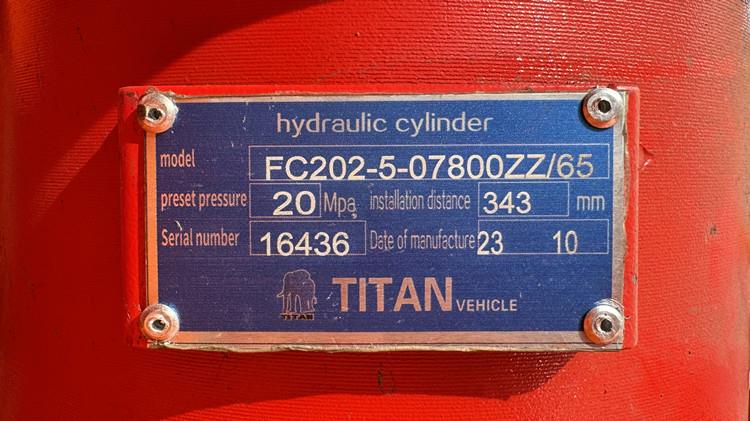 hydraulic cylinder
model FC202-5-07800ZZ/65
preset pressure 20 Mpa installation distance 343 mm
Serial number 16436 Date of manufacture 23 10
TITAN TITAN VEHICLE